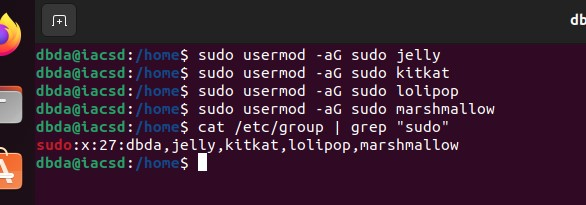 db
dbda@iacsd:/home$ sudo usermod -aG sudo jelly
dbda@iacsd:/home$ sudo usermod -aG sudo kitkat
dbda@iacsd:/home$ sudo usermod -aG sudo lolipop
dbda@iacsd:/home$ sudo usermod -aG sudo marshmallow
dbda@iacsd:/home$ cat /etc/group | grep "sudo"
sudo:x:27:dbda,jelly,kitkat,lolipop,marshmallow
dbda@iacsd:/home$